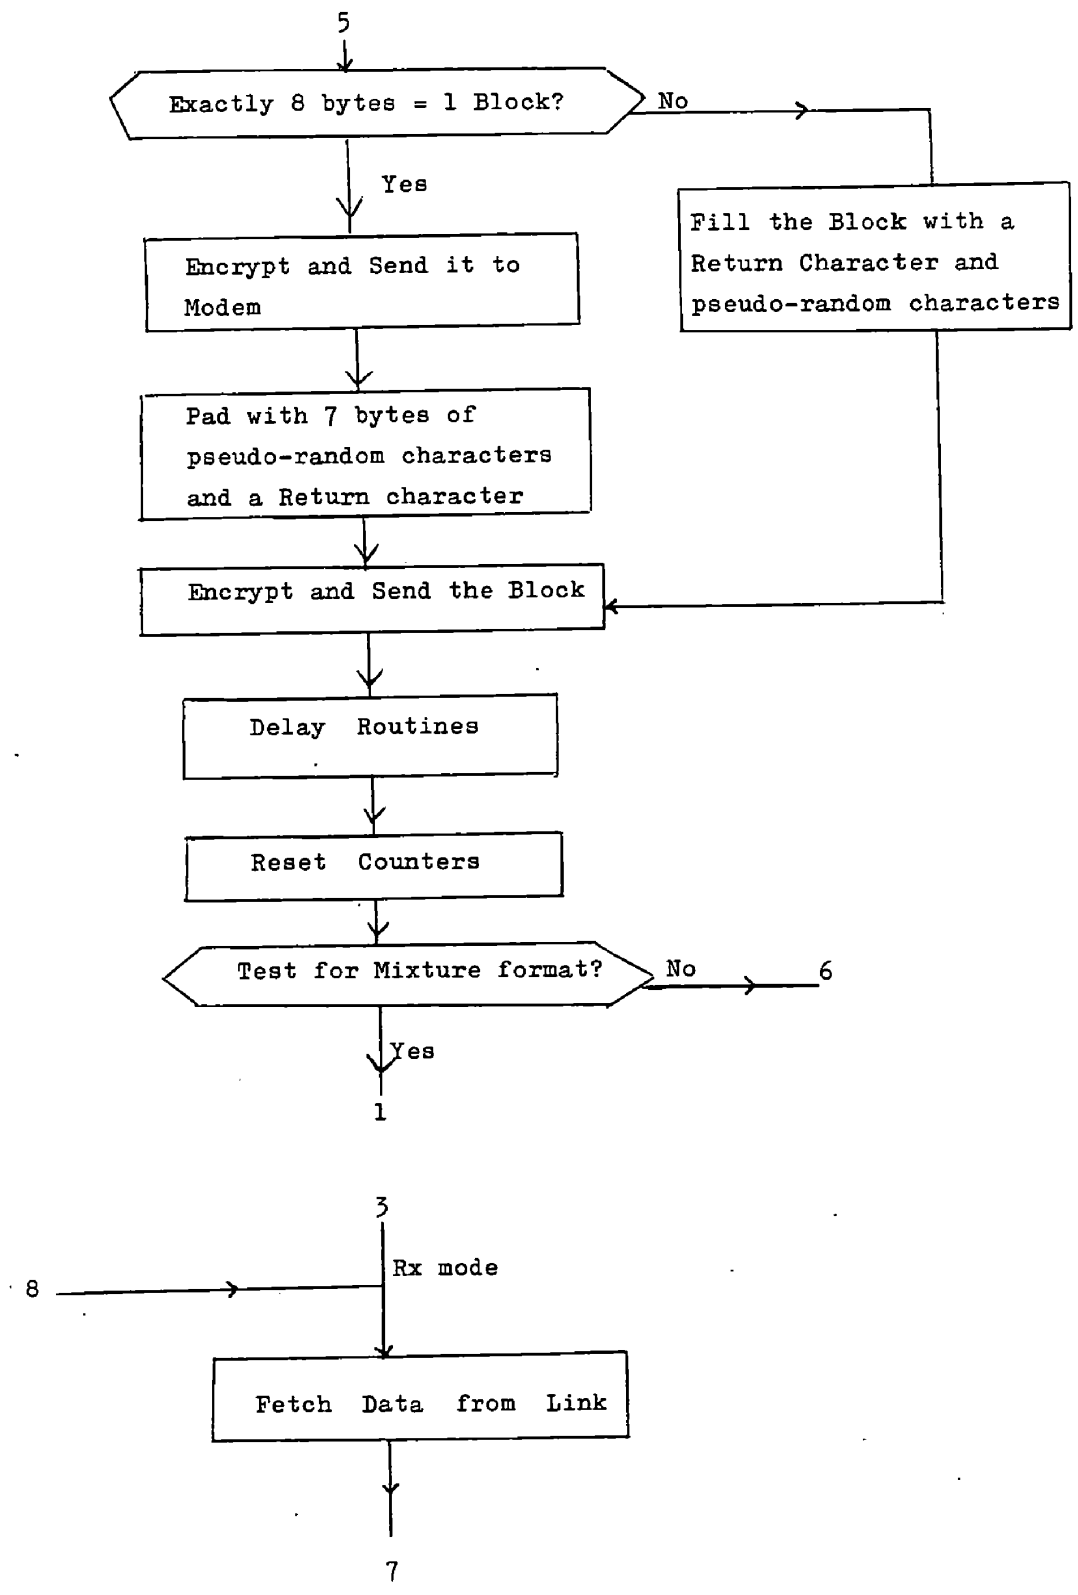 5
Exactly 8 bytes = 1 Block?
No
Yes
Fill the Block with a
Return Character and
pseudo-random characters
Encrypt and Send it to
Modem
Pad with 7 bytes of
pseudo-random characters
and a Return character
Encrypt and Send the Block
Delay Routines
Reset Counters
Test for Mixture format?
No
6
Yes
1
3
Rx mode
8
Fetch Data from Link
7